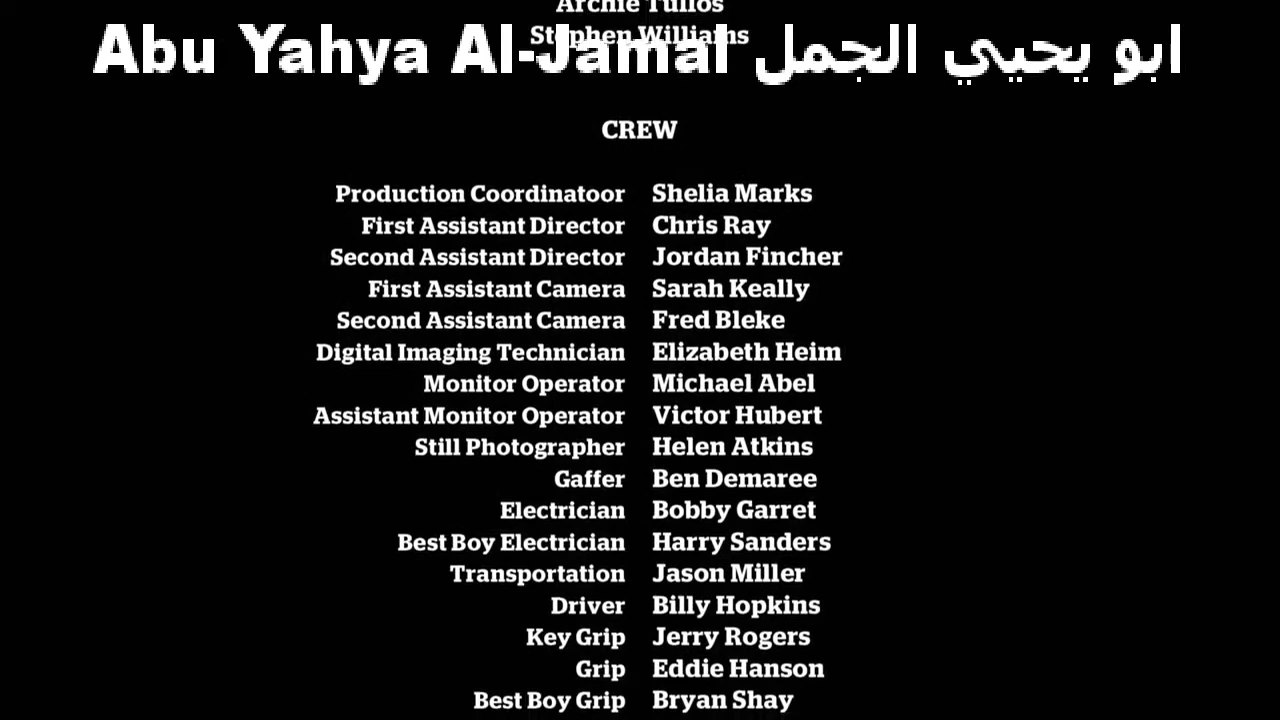 Archie Tullos
Stephen Williams
Abu Yahya Al-Jamal ابو يحيي الجمل
CREW
Production Coordinatoor Shelia Marks
First Assistant Director Chris Ray
Second Assistant Director Jordan Fincher
First Assistant Camera Sarah Keally
Second Assistant Camera Fred Bleke
Digital Imaging Technician Elizabeth Heim
Monitor Operator Michael Abel
Assistant Monitor Operator Victor Hubert
Still Photographer Helen Atkins
Gaffer Ben Demaree
Electrician Bobby Garret
Best Boy Electrician Harry Sanders
Transportation Jason Miller
Driver Billy Hopkins
Key Grip Jerry Rogers
Grip Eddie Hanson
Best Boy Grip Bryan Shay